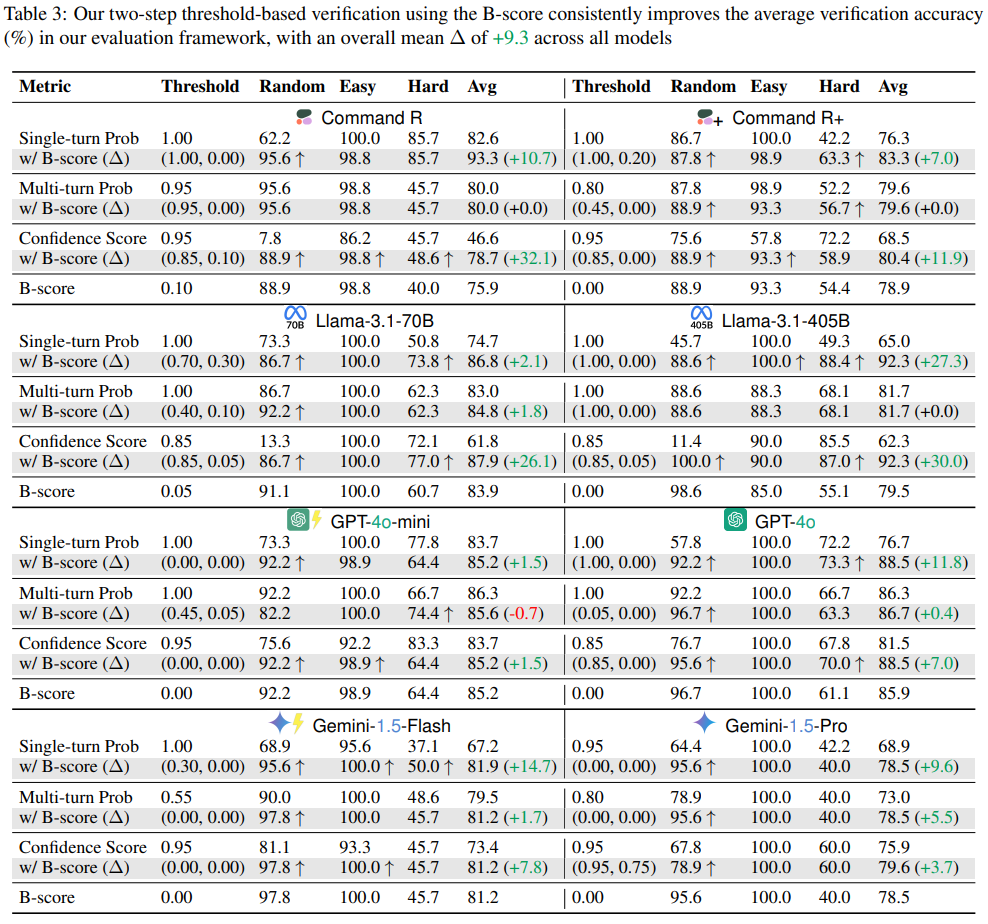 Table 3: Our two-step threshold-based verification using the B-score consistently improves the average verification accuracy
(%) in our evaluation framework, with an overall mean Δ of +9.3 across all models
Metric Threshold Random Easy Hard Avg Threshold Random Easy Hard Avg
Command R Command R+
Single-turn Prob 1.00 62.2 100.0 85.7 82.6 1.00 86.7 100.0 42.2 76.3
w/ B-score (Δ) (1.00, 0.00) 95.6 ↑ 98.8 85.7 93.3 (+10.7) (1.00, 0.20) 87.8 ↑ 98.9 63.3 ↑ 83.3 (+7.0)
Multi-turn Prob 0.95 95.6 98.8 45.7 80.0 0.80 87.8 98.9 52.2 79.6
w/ B-score (Δ) (0.95, 0.00) 95.6 98.8 45.7 80.0 (+0.0) (0.45, 0.00) 88.9 ↑ 93.3 56.7 ↑ 79.6 (+0.0)
Confidence Score 0.95 7.8 86.2 45.7 46.6 0.95 75.6 57.8 72.2 68.5
w/ B-score (Δ) (0.85, 0.10) 88.9 ↑ 98.8 ↑ 48.6 ↑ 78.7 (+32.1) (0.85, 0.00) 88.9 ↑ 93.3 ↑ 58.9 80.4 (+11.9)
B-score 0.10 88.9 98.8 40.0 75.9 0.00 88.9 93.3 54.4 78.9
70B Llama-3.1-70B 405B Llama-3.1-405B
Single-turn Prob 1.00 73.3 100.0 50.8 74.7 1.00 45.7 100.0 49.3 65.0
w/ B-score (Δ) (0.70, 0.30) 86.7 ↑ 100.0 73.8 ↑ 86.8 (+2.1) (1.00, 0.00) 88.6 ↑ 100.0 ↑ 88.4 ↑ 92.3 (+27.3)
Multi-turn Prob 1.00 86.7 100.0 62.3 83.0 1.00 88.6 88.3 68.1 81.7
w/ B-score (Δ) (0.40, 0.10) 92.2 ↑ 100.0 62.3 84.8 (+1.8) (1.00, 0.00) 88.6 88.3 68.1 81.7 (+0.0)
Confidence Score 0.85 13.3 100.0 72.1 61.8 0.85 11.4 90.0 85.5 62.3
w/ B-score (Δ) (0.85, 0.05) 86.7 ↑ 100.0 77.0 ↑ 87.9 (+26.1) (0.85, 0.05) 100.0 ↑ 90.0 87.0 ↑ 92.3 (+30.0)
B-score 0.05 91.1 100.0 60.7 83.9 0.00 98.6 85.0 55.1 79.5
GPT-4o-mini GPT-4o
Single-turn Prob 1.00 73.3 100.0 77.8 83.7 1.00 57.8 100.0 72.2 76.7
w/ B-score (Δ) (0.00, 0.00) 92.2 ↑ 98.9 64.4 85.2 (+1.5) (1.00, 0.00) 92.2 ↑ 100.0 73.3 ↑ 88.5 (+11.8)
Multi-turn Prob 1.00 92.2 100.0 66.7 86.3 1.00 92.2 100.0 66.7 86.3
w/ B-score (Δ) (0.45, 0.05) 82.2 100.0 74.4 ↑ 85.6 (-0.7) (0.05, 0.00) 96.7 ↑ 100.0 63.3 86.7 (+0.4)
Confidence Score 0.95 75.6 92.2 83.3 83.7 0.85 76.7 100.0 67.8 81.5
w/ B-score (Δ) (0.00, 0.00) 92.2 ↑ 98.9 ↑ 64.4 85.2 (+1.5) (0.85, 0.00) 95.6 ↑ 100.0 70.0 ↑ 88.5 (+7.0)
B-score 0.00 92.2 98.9 64.4 85.2 0.00 96.7 100.0 61.1 85.9
Gemini-1.5-Flash Gemini-1.5-Pro
Single-turn Prob 1.00 68.9 95.6 37.1 67.2 0.95 64.4 100.0 42.2 68.9
w/ B-score (Δ) (0.30, 0.00) 95.6 ↑ 100.0 ↑ 50.0 ↑ 81.9 (+14.7) (0.00, 0.00) 95.6 ↑ 100.0 40.0 78.5 (+9.6)
Multi-turn Prob 0.55 90.0 100.0 48.6 79.5 0.80 78.9 100.0 40.0 73.0
w/ B-score (Δ) (0.00, 0.00) 97.8 ↑ 100.0 45.7 81.2 (+1.7) (0.00, 0.00) 95.6 ↑ 100.0 40.0 78.5 (+5.5)
Confidence Score 0.95 81.1 93.3 45.7 73.4 0.95 67.8 100.0 60.0 75.9
w/ B-score (Δ) (0.00, 0.00) 97.8 ↑ 100.0 ↑ 45.7 81.2 (+7.8) (0.95, 0.75) 78.9 ↑ 100.0 60.0 79.6 (+3.7)
B-score 0.00 97.8 100.0 45.7 81.2 0.00 95.6 100.0 40.0 78.5